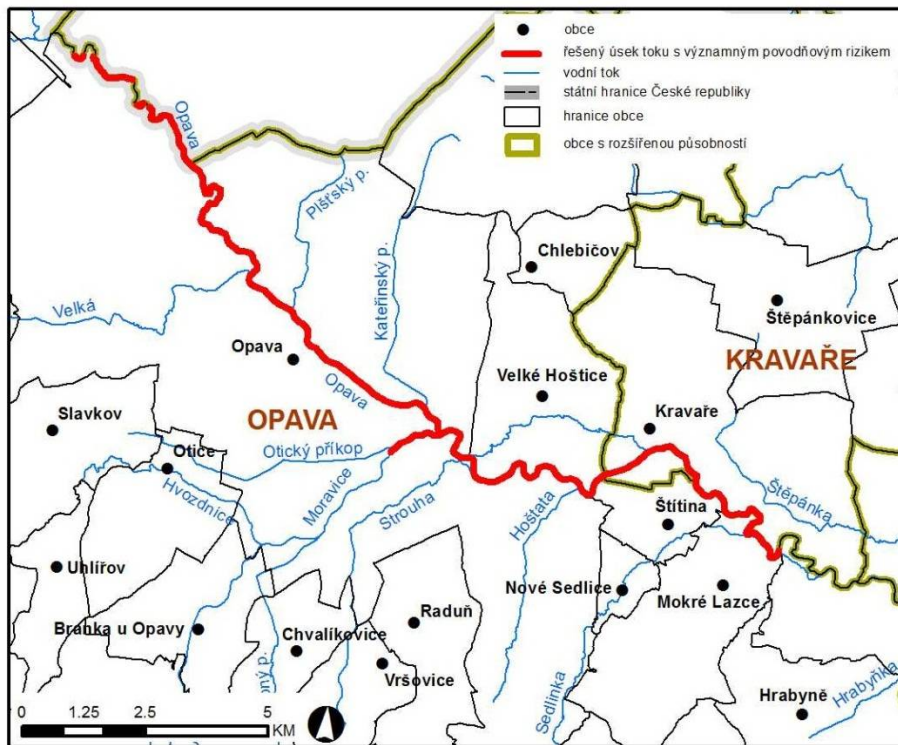 obce
řešený úsek toku s významným povodňovým rizikem
vodní tok
státní hranice České republiky
hranice obce
obce s rozšířenou působností
Opava
Pišťský p.
Kateřinský p.
Chlebičov
Velká
Štěpánkovice
KRAVAŘE
Opava
Velké Hoštice
Opava
OPAVA
Slavkov
Kravaře
Otice
Otický příkop
Hvozdnice
Moravice
Strouha
Hoštata
Štítina
Štěpánka
Uhlířov
Nové Sedlice
Mokré Lazce
Raduň
Branka u Opavy
Chvalíkovice
Vršovice
Sedlinka
Hrabyně
Hrabyňka
0 1.25 2.5 5
KM